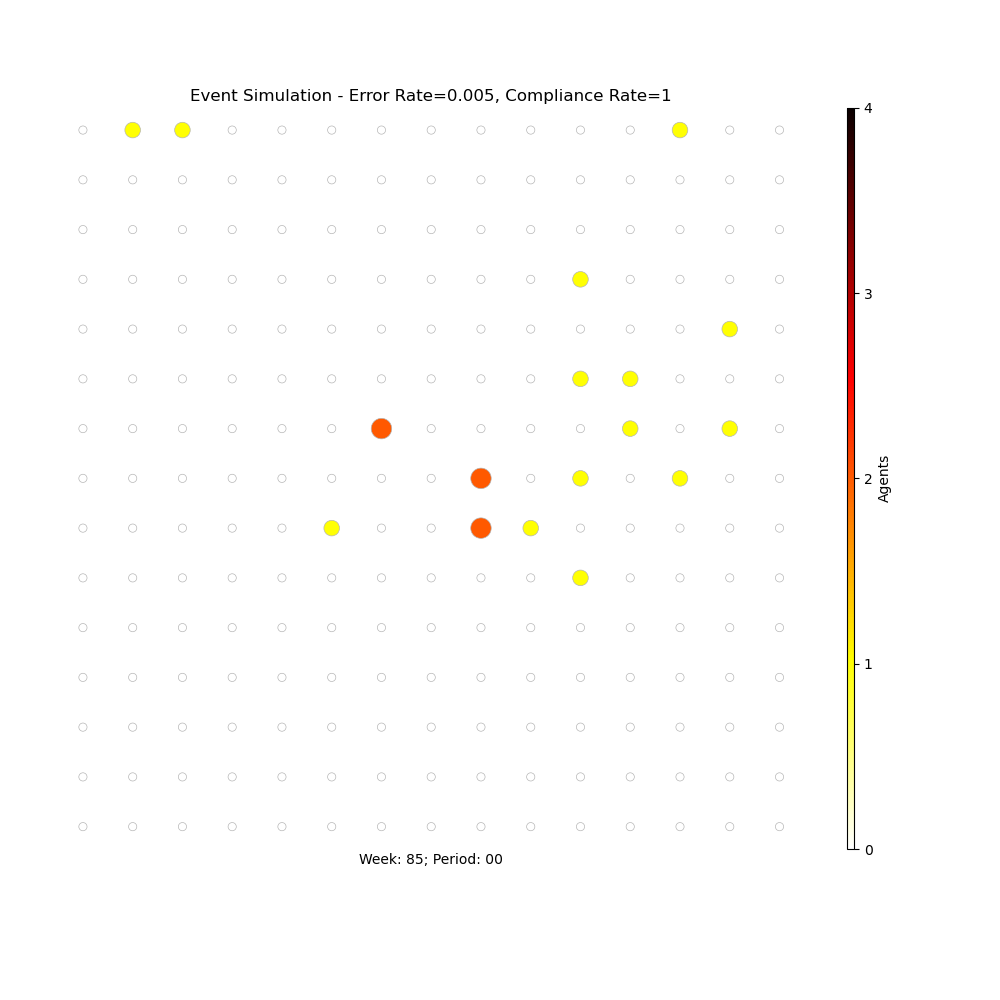 Event Simulation - Error Rate=0.005, Compliance Rate=1
4
3
2
1
0
Agents
Week: 85; Period: 00